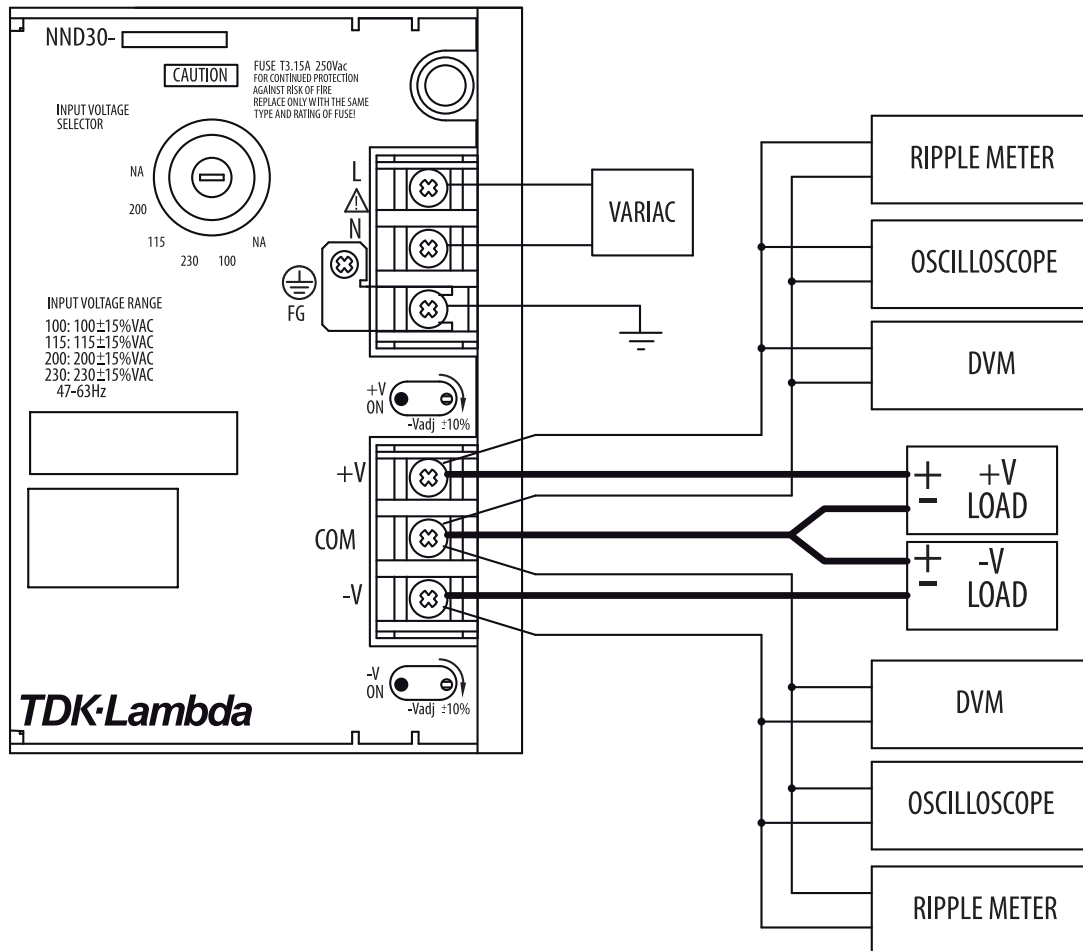 NND30-
CAUTION
FUSE T3.15A 250Vac
FOR CONTINUED PROTECTION
AGAINST RISK OF FIRE
REPLACE ONLY WITH THE SAME
TYPE AND RATING OF FUSE!
INPUT VOLTAGE
SELECTOR
NA
200
115
230
100
NA
L
N
FG
INPUT VOLTAGE RANGE
100: 100±15%VAC
115: 115±15%VAC
200: 200±15%VAC
230: 230±15%VAC
47-63Hz
+V
ON
-Vadj ±10%
+V
COM
-V
-V
ON
-Vadj ±10%
TDK·Lambda
VARIAC
RIPPLE METER
OSCILLOSCOPE
DVM
+ +V
- LOAD
+ -V
- LOAD
DVM
OSCILLOSCOPE
RIPPLE METER